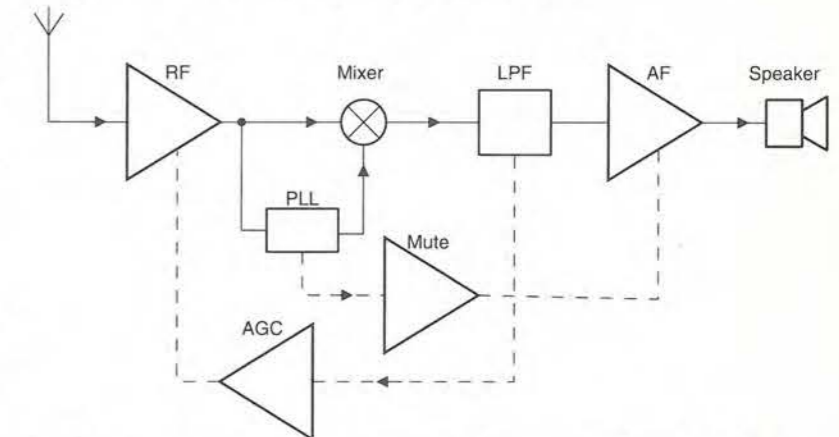 RF
Mixer
LPF
AF
Speaker
PLL
Mute
AGC